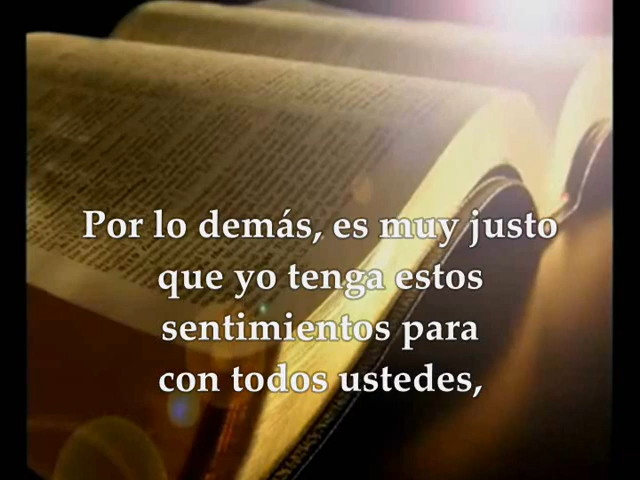 Por lo demás, es muy justo
que yo tenga estos
sentimientos para
con todos ustedes,